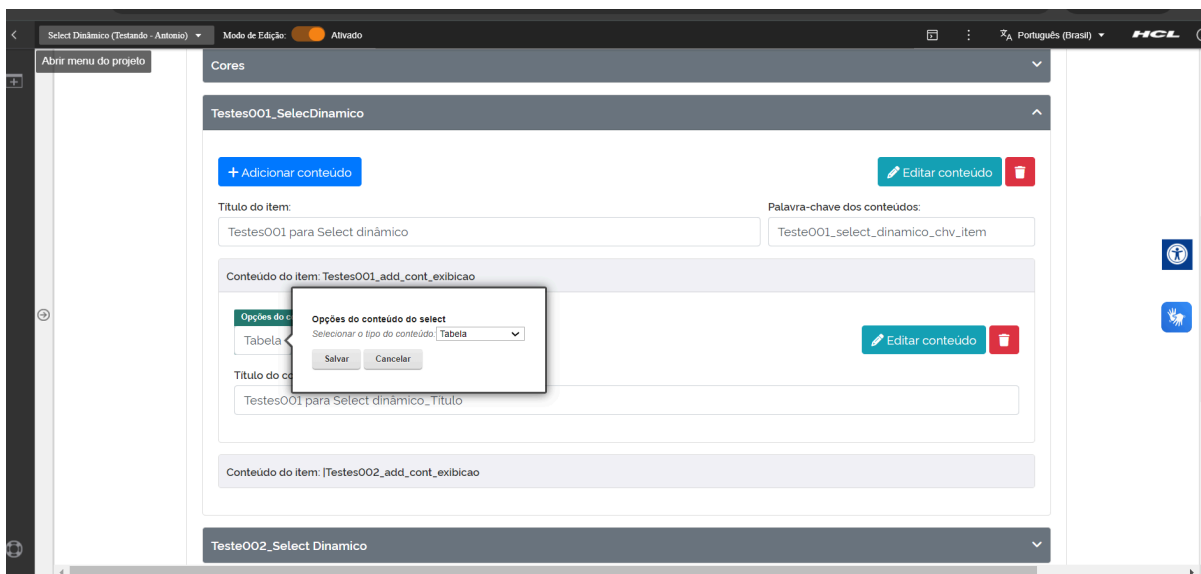 Select Dinâmico (Testando - Antonio)
Modo de Edição:
Ativado
Português (Brasil)
HCL
Abrir menu do projeto
Cores
Testes001_SelecDinamico
+ Adicionar conteúdo
Editar conteúdo
Título do item:
Palavra-chave dos conteúdos:
Testes001 para Select dinâmico
Teste001_select_dinamico_chv_item
Conteúdo do item: Testes001_add_cont_exibicao
Opções do c
Tabela
Opções do conteúdo do select
Selecionar o tipo do conteúdo: Tabela
Salvar
Cancelar
Editar conteúdo
Título do co
Testes001 para Select dinâmico_Título
Conteúdo do item: |Testes002_add_cont_exibicao
Teste002_Select Dinamico